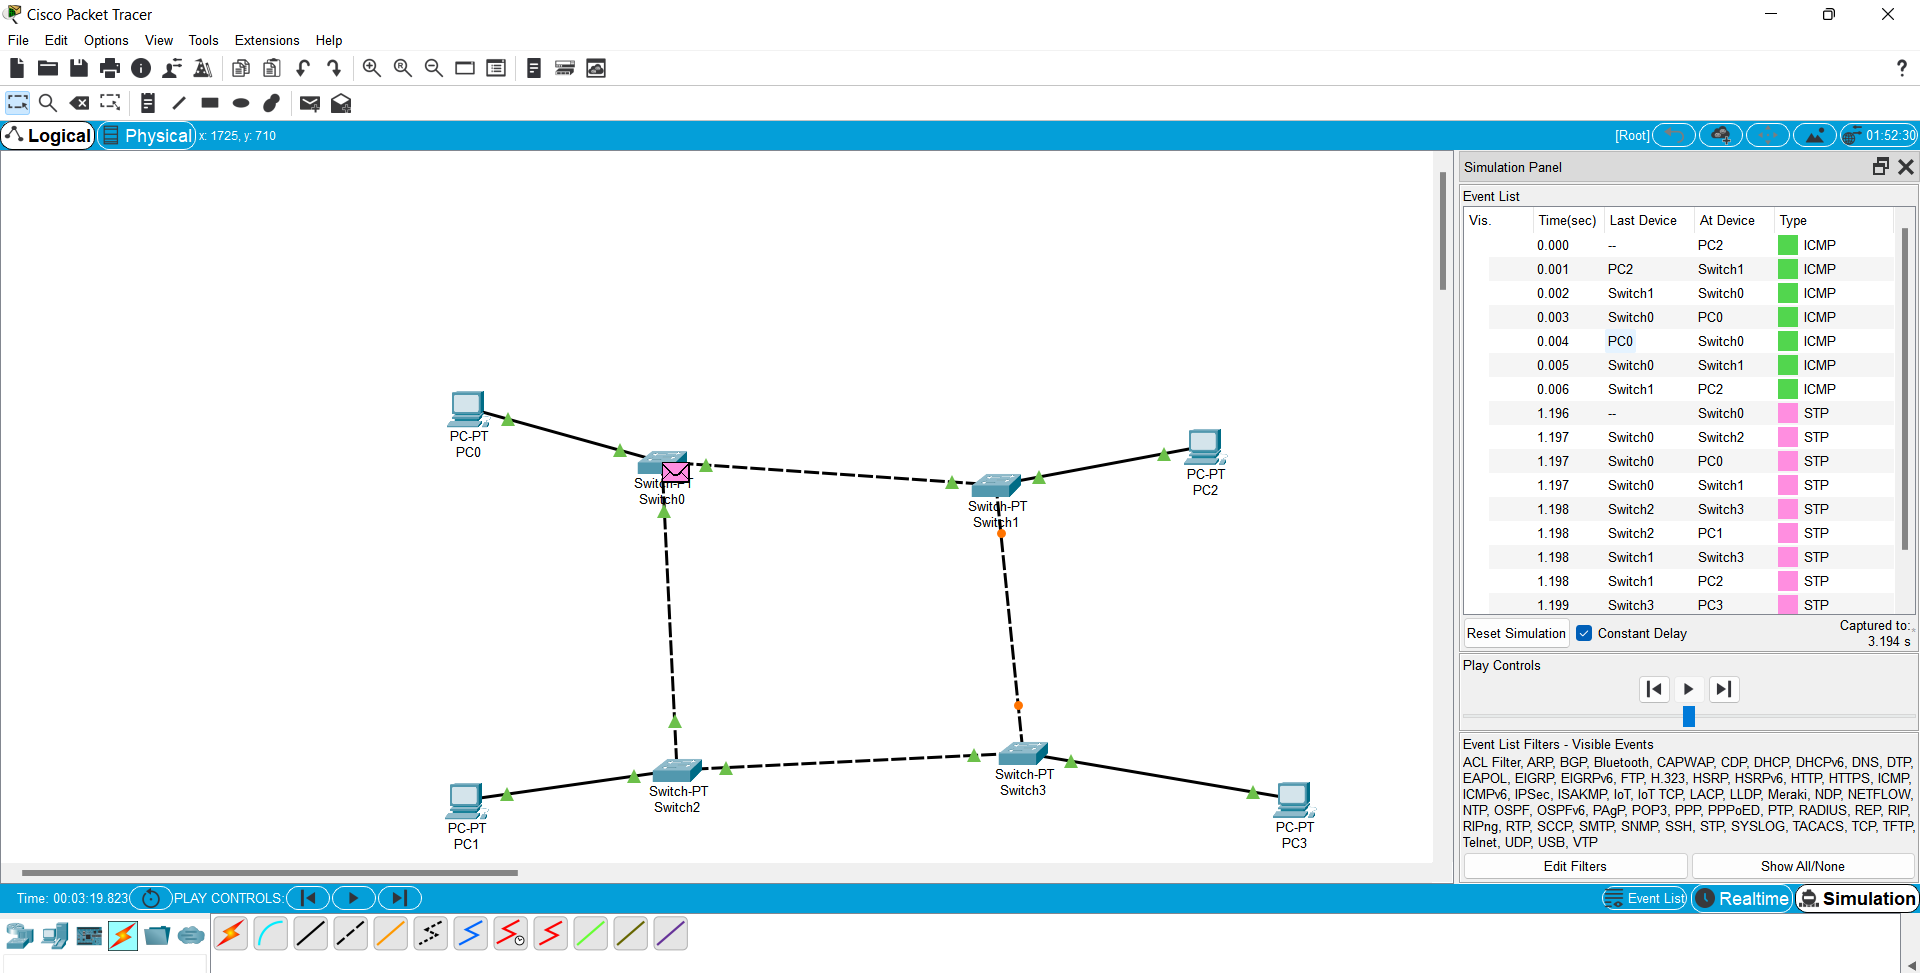 Cisco Packet Tracer
File Edit Options View Tools Extensions Help
?
Logical Physical x: 1725, y: 710 [Root] 01:52:30
Simulation Panel
Event List
Vis. Time(sec) Last Device At Device Type
0.000 -- PC2 ICMP
0.001 PC2 Switch1 ICMP
0.002 Switch1 Switch0 ICMP
0.003 Switch0 PC0 ICMP
0.004 PC0 Switch0 ICMP
0.005 Switch0 Switch1 ICMP
0.006 Switch1 PC2 ICMP
1.196 -- Switch0 STP
1.197 Switch0 Switch2 STP
1.197 Switch0 PC0 STP
1.197 Switch0 Switch1 STP
1.198 Switch2 Switch3 STP
1.198 Switch2 PC1 STP
1.198 Switch1 Switch3 STP
1.198 Switch1 PC2 STP
1.199 Switch3 PC3 STP
Reset Simulation Constant Delay Captured to:
3.194 s
Play Controls
Event List Filters - Visible Events
ACL Filter, ARP, BGP, Bluetooth, CAPWAP, CDP, DHCP, DHCPv6, DNS, DTP,
EAPOL, EIGRP, EIGRPv6, FTP, H.323, HSRP, HSRPv6, HTTP, HTTPS, ICMP,
ICMPv6, IPSec, ISAKMP, IoT, IoT TCP, LACP, LLDP, Meraki, NDP, NETFLOW,
NTP, OSPF, OSPFv6, PAgP, POP3, PPP, PPPoED, PTP, RADIUS, REP, RIP,
RIPng, RTP, SCCP, SMTP, SNMP, SSH, STP, SYSLOG, TACACS, TCP, TFTP,
Telnet, UDP, USB, VTP
Edit Filters Show All/None
PC-PT
PC0
Switch-PT
Switch0
Switch-PT
Switch1
PC-PT
PC2
PC-PT
PC1
Switch-PT
Switch2
Switch-PT
Switch3
PC-PT
PC3
Time: 00:03:19.823 PLAY CONTROLS: Event List Realtime Simulation